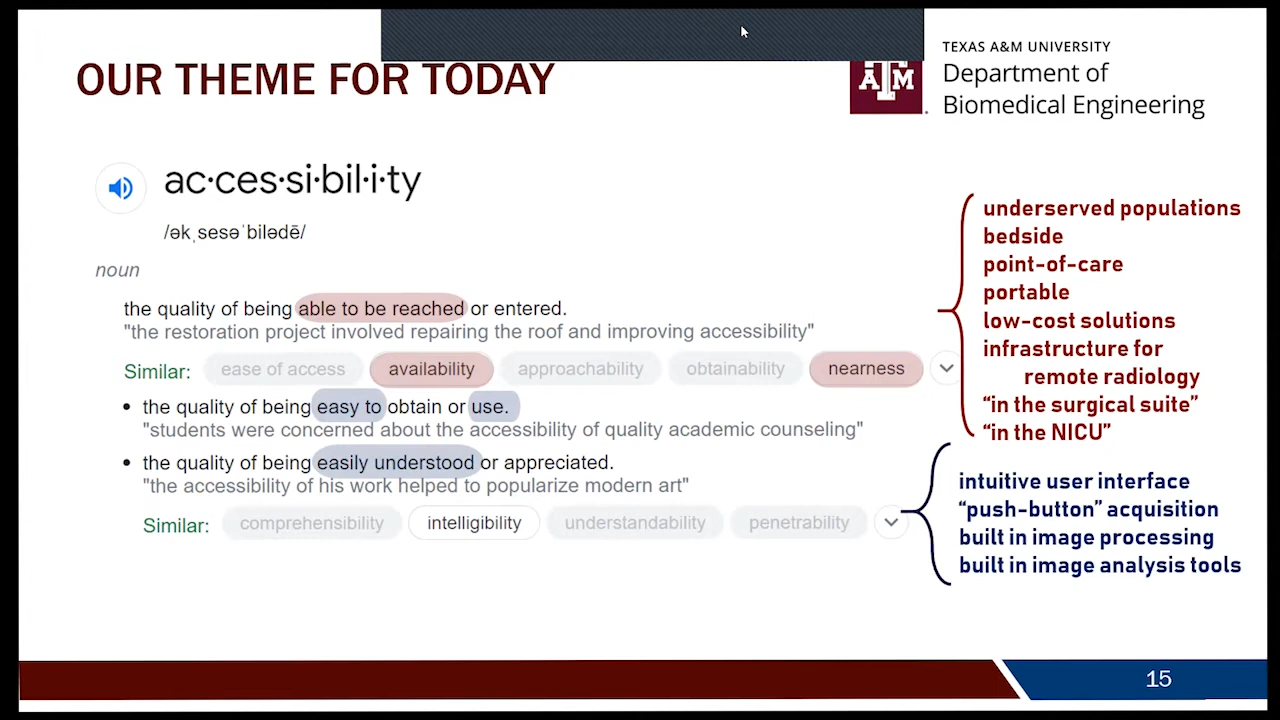 OUR THEME FOR TODAY
A M
TEXAS A&M UNIVERSITY
Department of
Biomedical Engineering
ac·ces·si·bil·i·ty
/əkˌsesəˈbilədē/
noun
the quality of being able to be reached or entered.
"the restoration project involved repairing the roof and improving accessibility"
Similar: ease of access availability approachability obtainability nearness
• the quality of being easy to obtain or use.
"students were concerned about the accessibility of quality academic counseling"
• the quality of being easily understood or appreciated.
"the accessibility of his work helped to popularize modern art"
Similar: comprehensibility intelligibility understandability penetrability
underserved populations
bedside
point-of-care
portable
low-cost solutions
infrastructure for
remote radiology
“in the surgical suite”
“in the NICU”
intuitive user interface
“push-button” acquisition
built in image processing
built in image analysis tools
15